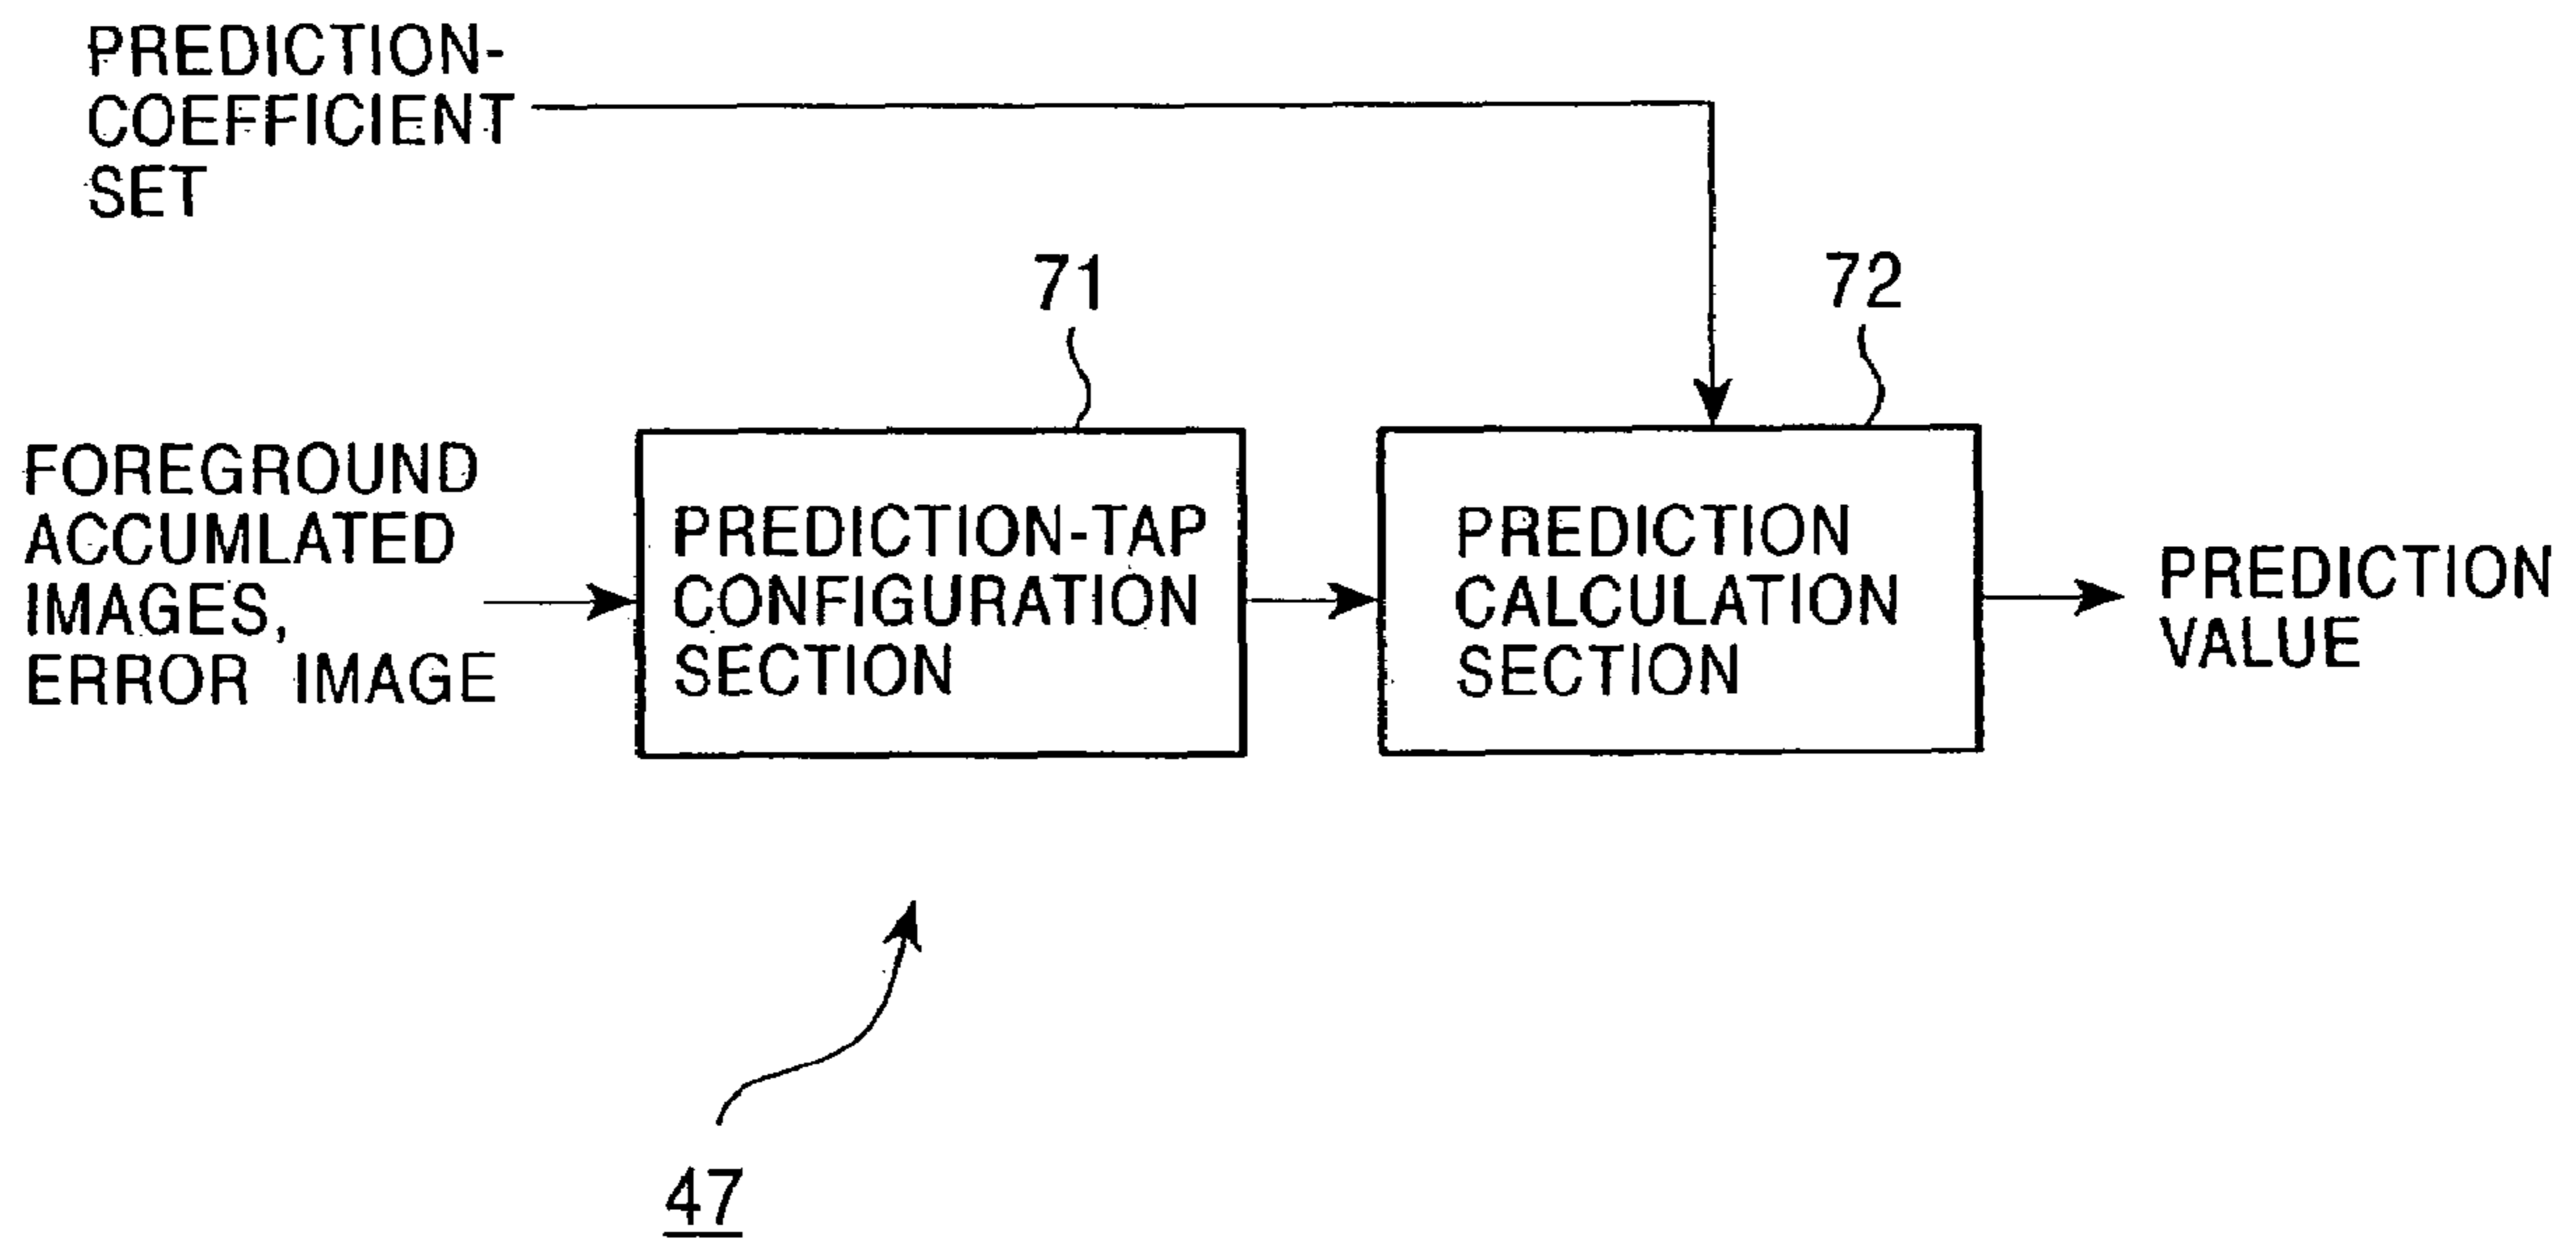 PREDICTION-
COEFFICIENT
SET
71
72
FOREGROUND
ACCUMLATED
IMAGES,
ERROR IMAGE
PREDICTION-TAP
CONFIGURATION
SECTION
PREDICTION
CALCULATION
SECTION
PREDICTION
VALUE
47